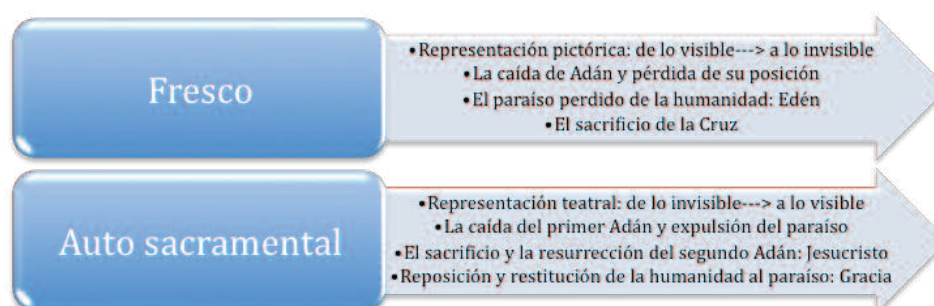 Fresco
•Representación pictórica: de lo visible---> a lo invisible
•La caída de Adán y pérdida de su posición
•El paraíso perdido de la humanidad: Edén
•El sacrificio de la Cruz
Auto sacramental
•Representación teatral: de lo invisible---> a lo visible
•La caída del primer Adán y expulsión del paraíso
•El sacrificio y la resurrección del segundo Adán: Jesucristo
•Reposición y restitución de la humanidad al paraíso: Gracia